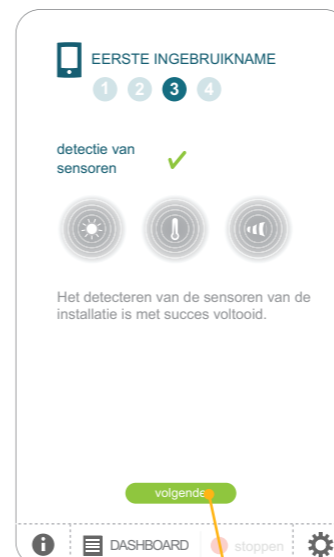 EERSTE INGEBRUIKNAME
1 2 3 4
detectie van
sensoren
Het detecteren van de sensoren van de
installatie is met succes voltooid.
volgende
DASHBOARD stoppen